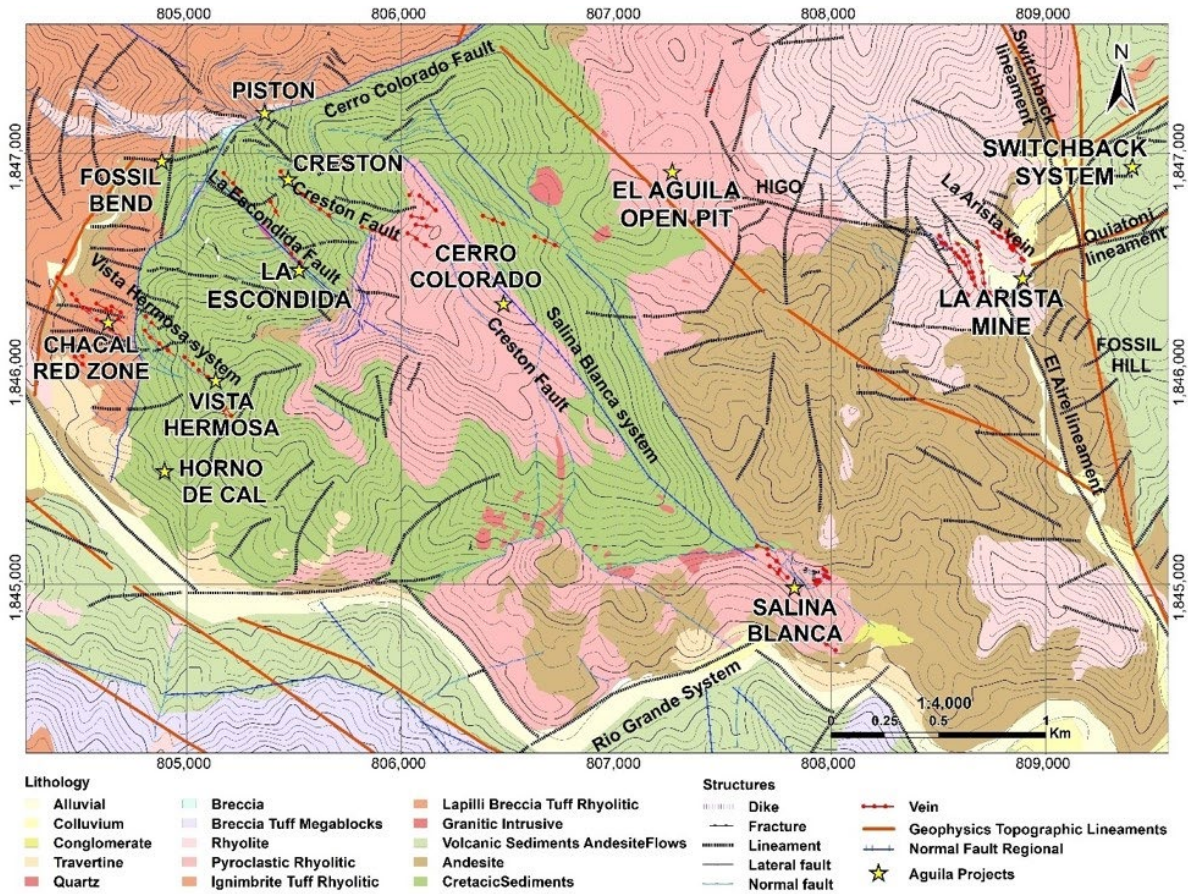 805,000
806,000
807,000
808,000
809,000
N
1,847,000
1,847,000
1,846,000
1,846,000
1,845,000
1,845,000
Cerro Colorado Fault
Switchback
lineament
PISTON
FOSSIL
BEND
CRESTON
La Escondida Fault
Creston Fault
EL AGUILA
OPEN PIT
HIGO
SWITCHBACK
SYSTEM
La Arista vein
Quiatoni
lineament
LA
ESCONDIDA
CERRO
COLORADO
LA ARISTA
MINE
Vista Hermosa system
CHACAL
RED ZONE
VISTA
HERMOSA
Creston Fault
Salina Blanca system
FOSSIL
HILL
El Aire lineament
HORNO
DE CAL
SALINA
BLANCA
Rio Grande System
1:4,000
0 0.25 0.5 1
Km
805,000
806,000
807,000
808,000
809,000
Lithology
Alluvial
Colluvium
Conglomerate
Travertine
Quartz
Breccia
Breccia Tuff Megablocks
Rhyolite
Pyroclastic Rhyolitic
Ignimbrite Tuff Rhyolitic
Lapilli Breccia Tuff Rhyolitic
Granitic Intrusive
Volcanic Sediments AndesiteFlows
Andesite
CretacicSediments
Structures
Dike
Fracture
Lineament
Lateral fault
Normal fault
Vein
Geophysics Topographic Lineaments
Normal Fault Regional
Aguila Projects